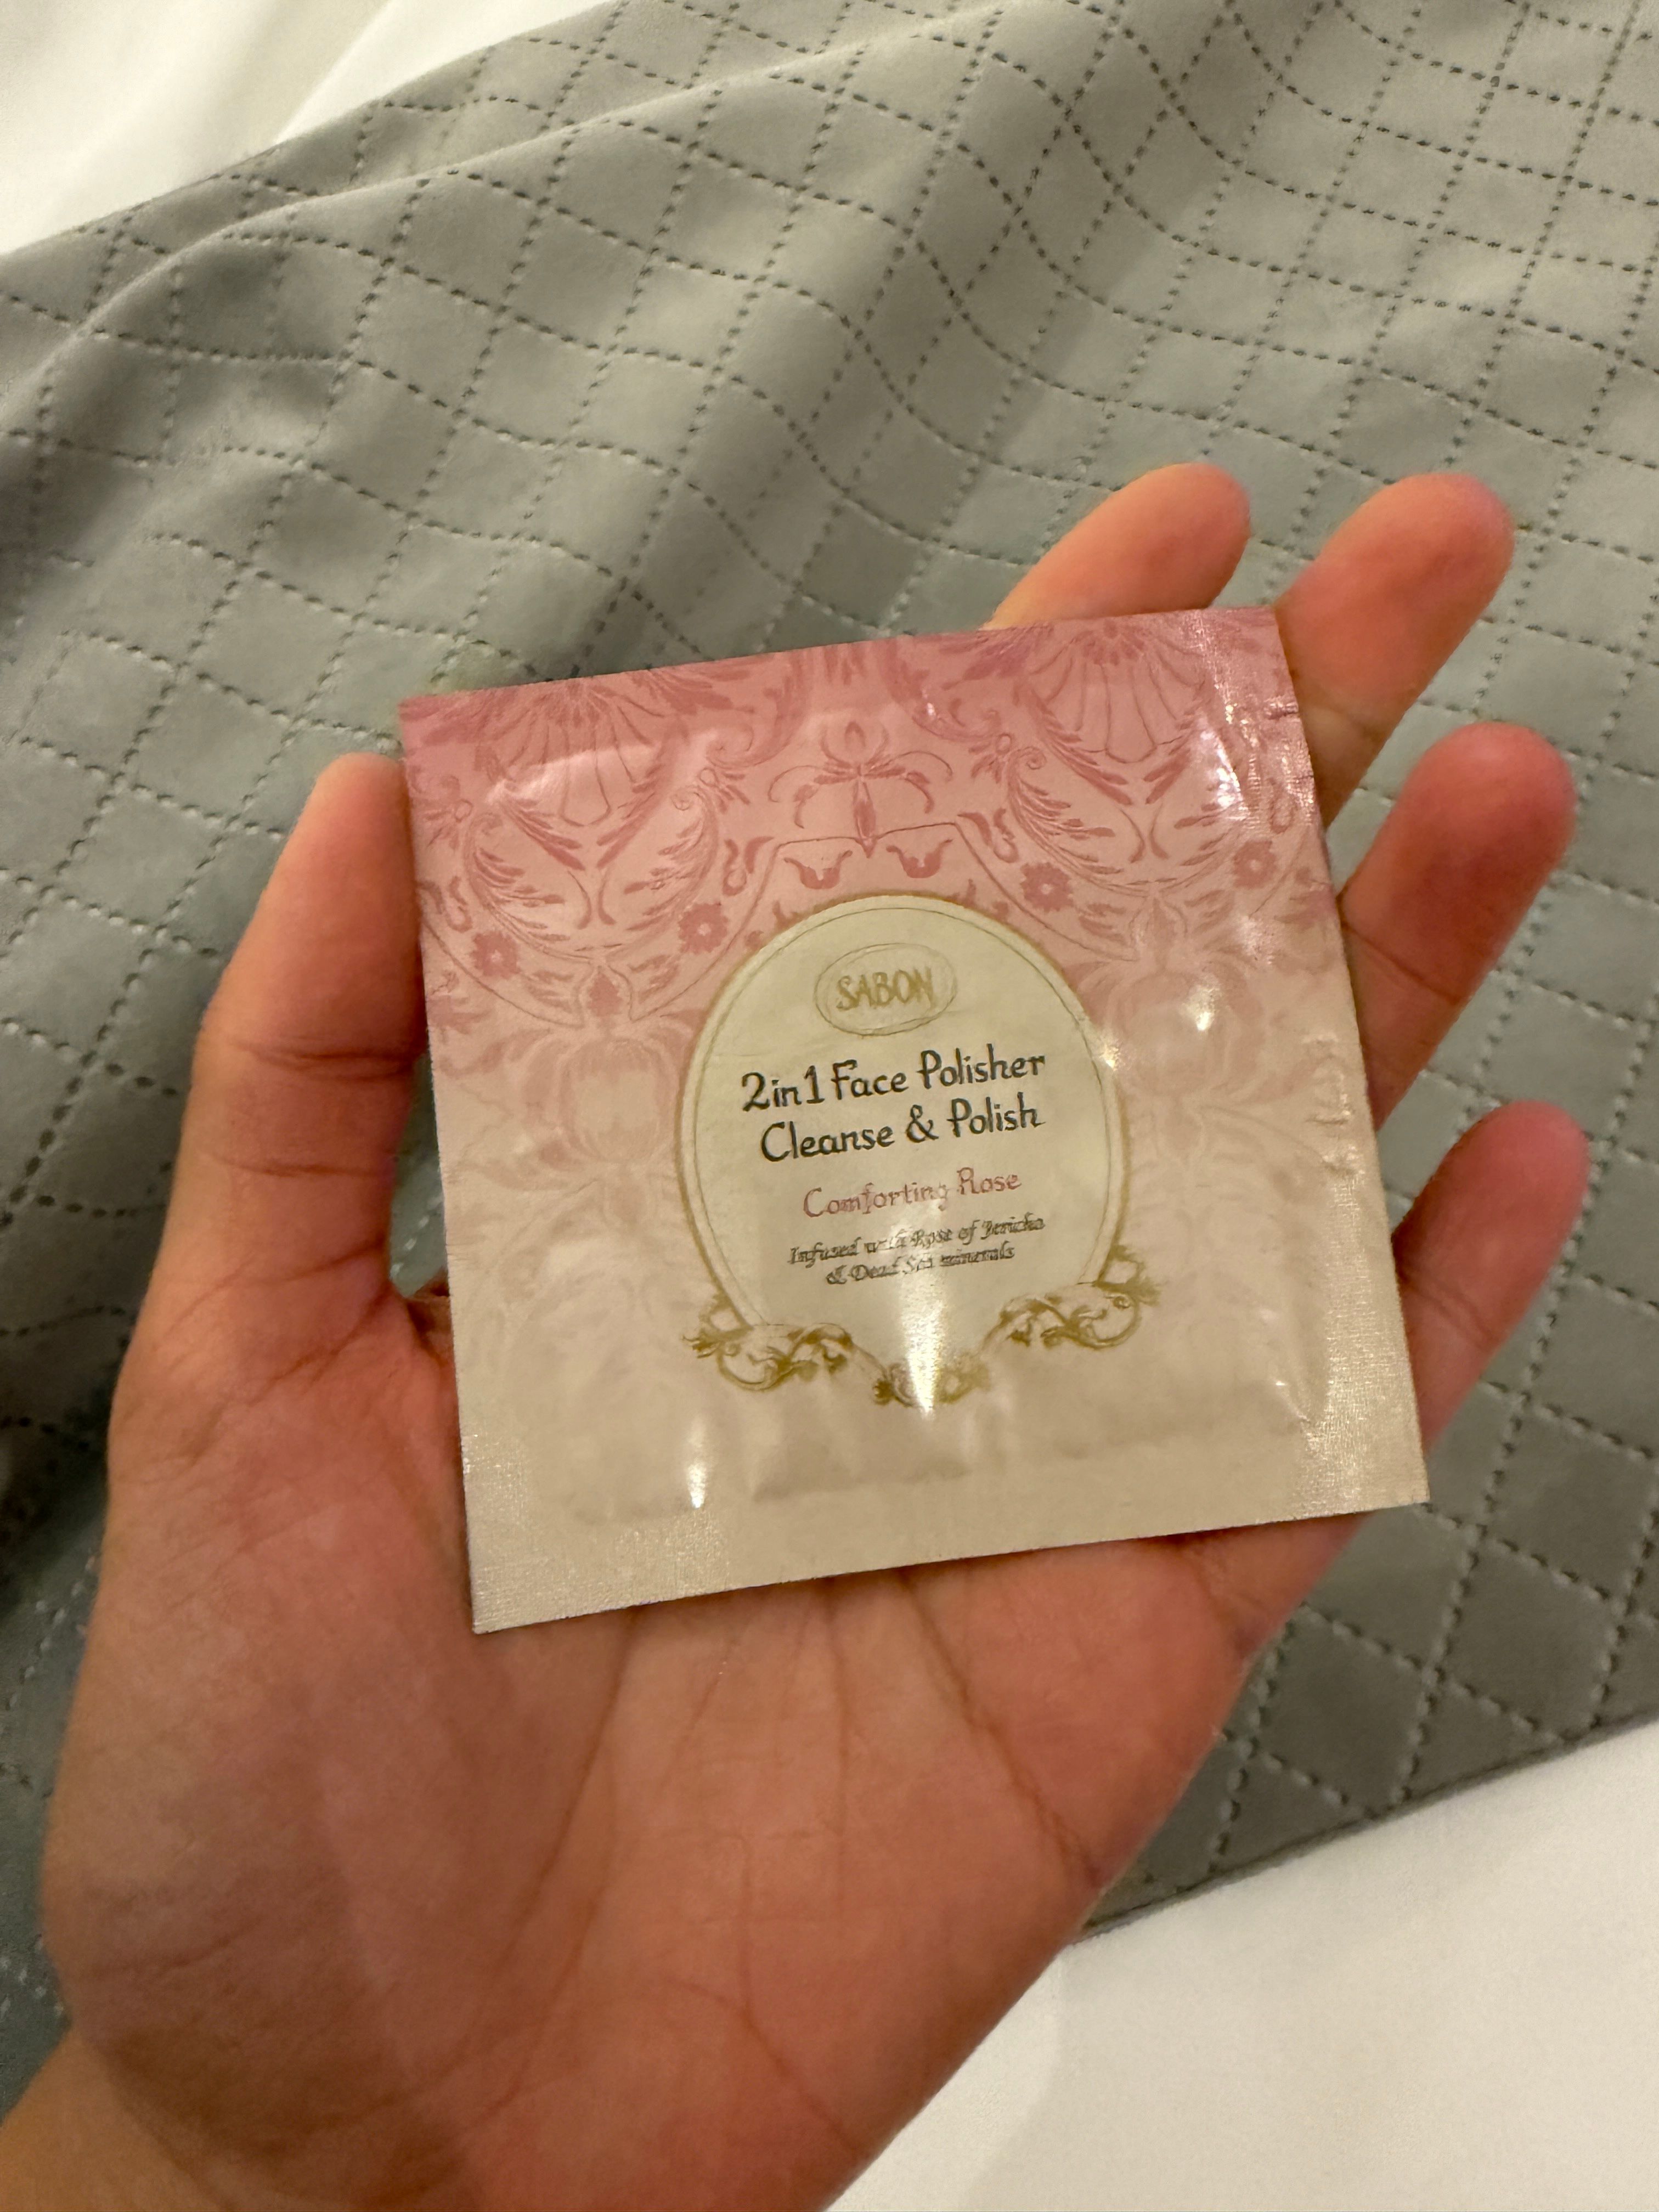 SABON
2in1 Face Polisher
Cleanse & Polish
Comforting Rose
Infused with Rose of Jericho
& Dead Sea minerals